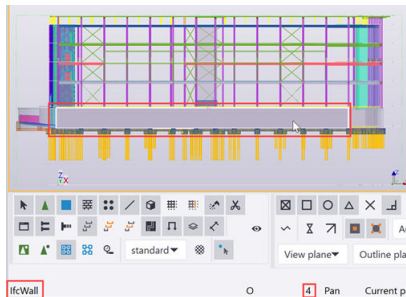 Z
X
Z
standard
A
View plane
Outline pla
IfcWall
O
4
Pan
Current p